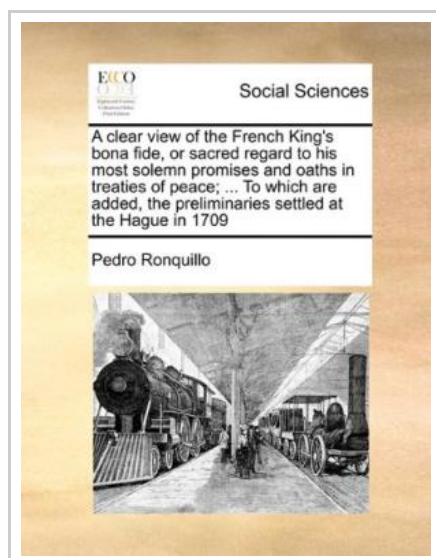 ECCO
Social Sciences
A clear view of the French King's
bona fide, or sacred regard to his
most solemn promises and oaths in
treaties of peace; ... To which are
added, the preliminaries settled at
the Hague in 1709
Pedro Ronquillo